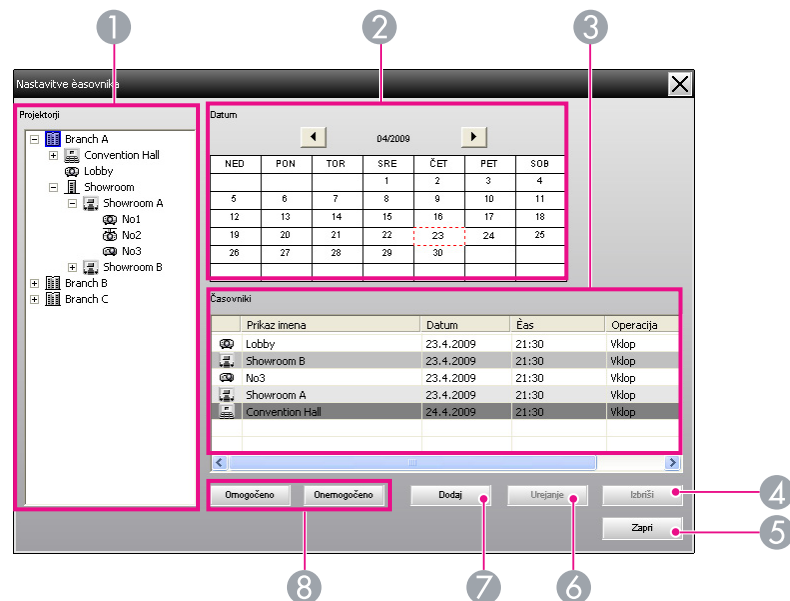 1 2 3
Nastavitve èasovnika
Projektorji
Branch A
Convention Hall
Lobby
Showroom
Showroom A
No1
No2
No3
Showroom B
Branch B
Branch C
Datum
04/2009
NED PON TOR SRE ČET PET SOB
1 2 3 4
5 6 7 8 9 10 11
12 13 14 15 16 17 18
19 20 21 22 23 24 25
26 27 28 29 30
Časovniki
Prikaz imena Datum Èas Operacija
Lobby 23.4.2009 21:30 Vklop
Showroom B 23.4.2009 21:30 Vklop
No3 23.4.2009 21:30 Vklop
Showroom A 23.4.2009 21:30 Vklop
Convention Hall 24.4.2009 21:30 Vklop
Omogočeno Onemogočeno Dodaj Urejanje Izbriši 4
Zapri 5
8 7 6